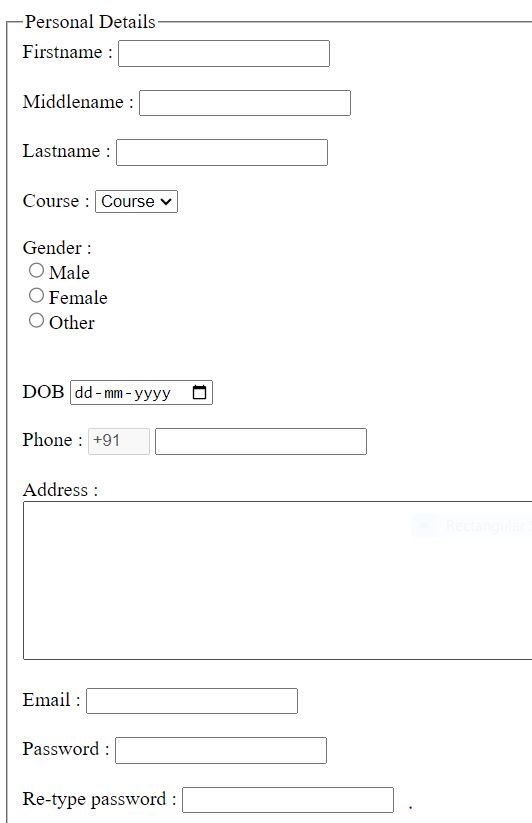 Personal Details
Firstname :
Middlename :
Lastname :
Course : Course
Gender :
Male
Female
Other
DOB dd-mm-yyyy
Phone : +91
Address :
Rectangular
Email :
Password :
Re-type password :